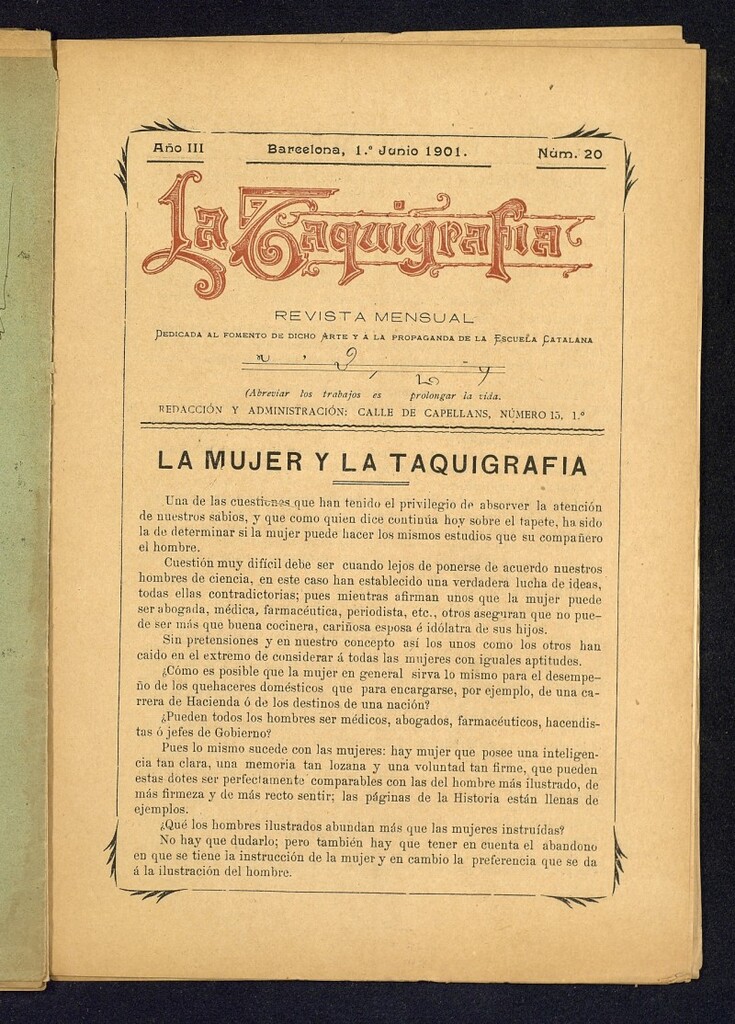 Año III
Barcelona, 1.º Junio 1901.
Núm. 20
La Taquigrafía
REVISTA MENSUAL
DEDICADA AL FOMENTO DE DICHO ARTE Y Á LA PROPAGANDA DE LA ESCUELA CATALANA
(Abreviar los trabajos es prolongar la vida.
REDACCIÓN Y ADMINISTRACIÓN: CALLE DE CAPELLANS, NÚMERO 15, 1.º
LA MUJER Y LA TAQUIGRAFIA
Una de las cuestiones que han tenido el privilegio de absorver la atención
de nuestros sabios, y que como quien dice continúa hoy sobre el tapete, ha sido
la de determinar si la mujer puede hacer los mismos estudios que su compañero
el hombre.
Cuestión muy difícil debe ser cuando lejos de ponerse de acuerdo nuestros
hombres de ciencia, en este caso han establecido una verdadera lucha de ideas,
todas ellas contradictorias; pues mientras afirman unos que la mujer puede
ser abogada, médica, farmacéutica, periodista, etc., otros aseguran que no pue-
de ser más que buena cocinera, cariñosa esposa é idólatra de sus hijos.
Sin pretensiones y en nuestro concepto así los unos como los otros han
caido en el extremo de considerar á todas las mujeres con iguales aptitudes.
¿Cómo es posible que la mujer en general sirva lo mismo para el desempe-
ño de los quehaceres domésticos que para encargarse, por ejemplo, de una ca-
rrera de Hacienda ó de los destinos de una nación?
¿Pueden todos los hombres ser médicos, abogados, farmacéuticos, hacendis-
tas ó jefes de Gobierno?
Pues lo mismo sucede con las mujeres: hay mujer que posee una inteligen-
cia tan clara, una memoria tan lozana y una voluntad tan firme, que pueden
estas dotes ser perfectamente comparables con las del hombre más ilustrado, de
más firmeza y de más recto sentir; las páginas de la Historia están llenas de
ejemplos.
¿Qué los hombres ilustrados abundan más que las mujeres instruídas?
No hay que dudarlo; pero también hay que tener en cuenta el abandono
en que se tiene la instrucción de la mujer y en cambio la preferencia que se da
á la ilustración del hombre.